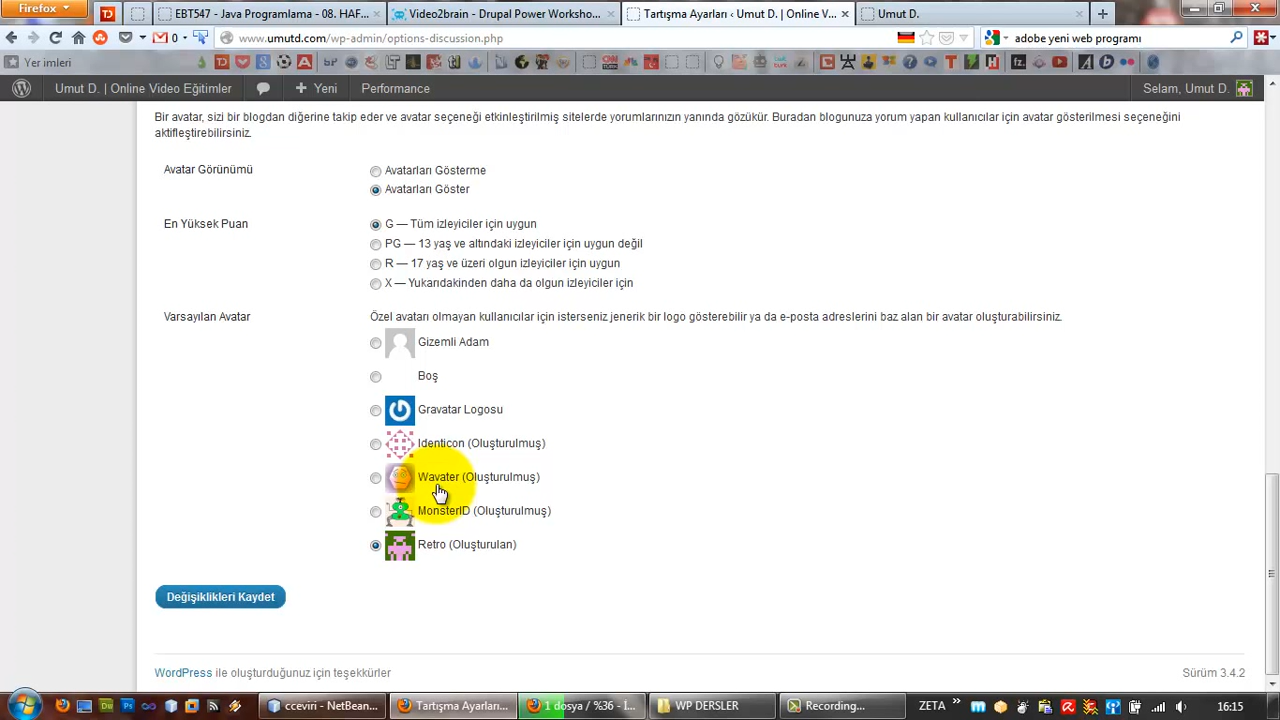 Firefox
EBT547 - Java Programlama - 08. HAF...
Video2brain - Drupal Power Worksho...
Tartışma Ayarları ‹ Umut D. | Online V...
Umut D.
0
www.umutd.com/wp-admin/options-discussion.php
adobe yeni web programı
Yer imleri
Umut D. | Online Video Eğitimler
Yeni
Performance
Selam, Umut D.
Bir avatar, sizi bir blogdan diğerine takip eder ve avatar seçeneği etkinleştirilmiş sitelerde yorumlarınızın yanında gözükür. Buradan blogunuza yorum yapan kullanıcılar için avatar gösterilmesi seçeneğini
aktifleştirebilirsiniz.
Avatar Görünümü
Avatarları Gösterme
Avatarları Göster
En Yüksek Puan
G — Tüm izleyiciler için uygun
PG — 13 yaş ve altındaki izleyiciler için uygun değil
R — 17 yaş ve üzeri olgun izleyiciler için uygun
X — Yukarıdakinden daha da olgun izleyiciler için
Varsayılan Avatar
Özel avatarı olmayan kullanıcılar için isterseniz jenerik bir logo gösterebilir ya da e-posta adreslerini baz alan bir avatar oluşturabilirsiniz.
Gizemli Adam
Boş
Gravatar Logosu
Identicon (Oluşturulmuş)
Wavater (Oluşturulmuş)
MonsterID (Oluşturulmuş)
Retro (Oluşturulan)
Değişiklikleri Kaydet
WordPress ile oluşturduğunuz için teşekkürler
Sürüm 3.4.2
cceviri - NetBean...
Tartışma Ayarları...
1 dosya / %36 - İ...
WP DERSLER
Recording...
ZETA
16:15